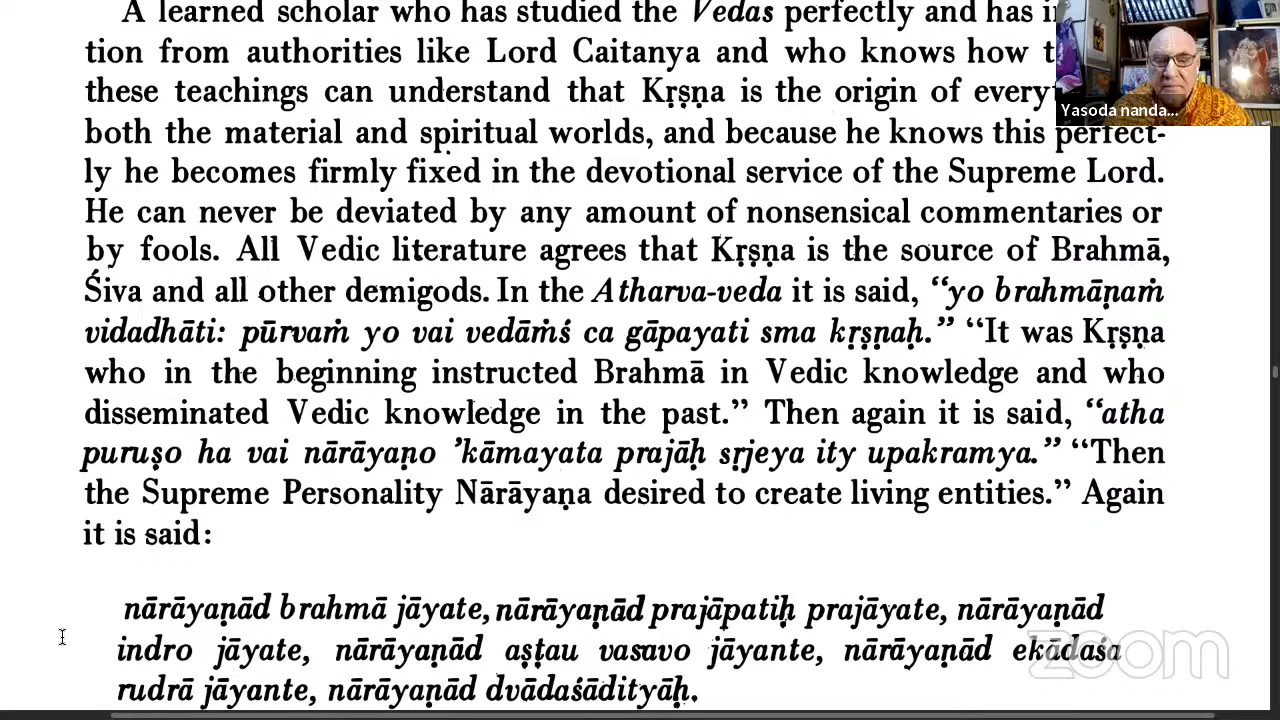 A learned scholar who has studied the Vedas perfectly and has
tion from authorities like Lord Caitanya and who knows how
these teachings can understand that Kṛṣṇa is the origin of
both the material and spiritual worlds, and because he knows this perfect-
ly he becomes firmly fixed in the devotional service of the Supreme Lord.
He can never be deviated by any amount of nonsensical commentaries or
by fools. All Vedic literature agrees that Kṛṣṇa is the source of Brahmā,
Śiva and all other demigods. In the Atharva-veda it is said, “yo brahmāṇaṁ
vidadhāti: pūrvaṁ yo vai vedāṁś ca gāpayati sma kṛṣṇaḥ.” “It was Kṛṣṇa
who in the beginning instructed Brahmā in Vedic knowledge and who
disseminated Vedic knowledge in the past.” Then again it is said, “atha
puruṣo ha vai nārāyaṇo ’kāmayata prajāḥ sṛjeya ity upakramya.” “Then
the Supreme Personality Nārāyaṇa desired to create living entities.” Again
it is said:
nārāyaṇād brahmā jāyate, nārāyaṇād prajāpatiḥ prajāyate, nārāyaṇād
indro jāyate, nārāyaṇād aṣṭau vasavo jāyante, nārāyaṇād ekādaśa
rudrā jāyante, nārāyaṇād dvādaśādityāḥ.
Yasoda nanda...
zoom